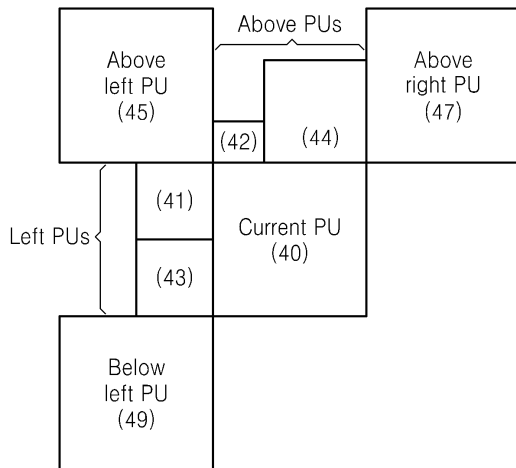 Above PUs
Above
left PU
(45)
Above
right PU
(47)
(42)
(44)
Left PUs
(41)
(43)
Current PU
(40)
Below
left PU
(49)